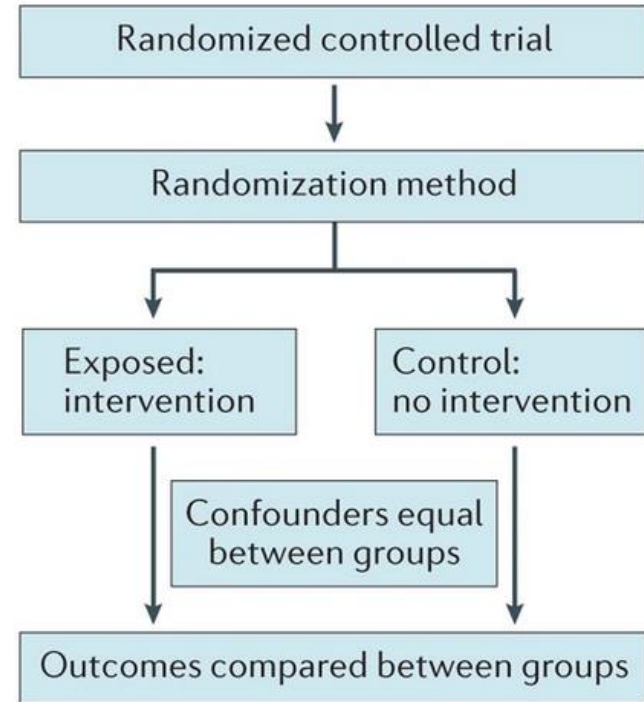 Randomized controlled trial
Randomization method
Exposed:
intervention
Control:
no intervention
Confounders equal
between groups
Outcomes compared between groups